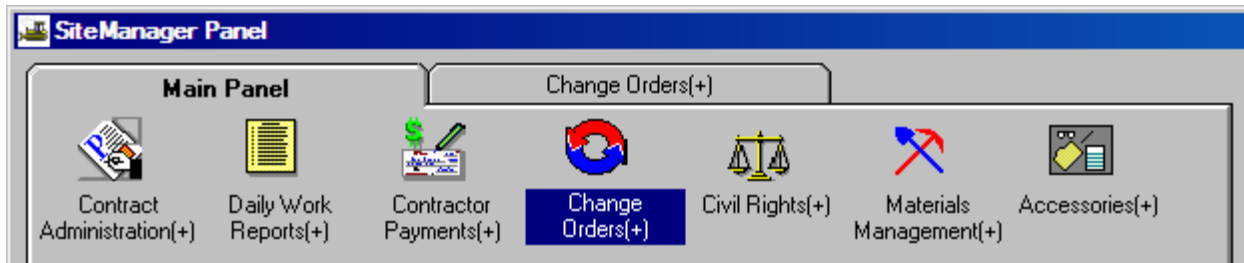 SiteManager Panel
Main Panel
Change Orders(+)
Contract
Administration(+)
Daily Work
Reports(+)
Contractor
Payments(+)
Change
Orders(+)
Civil Rights(+)
Materials
Management(+)
Accessories(+)